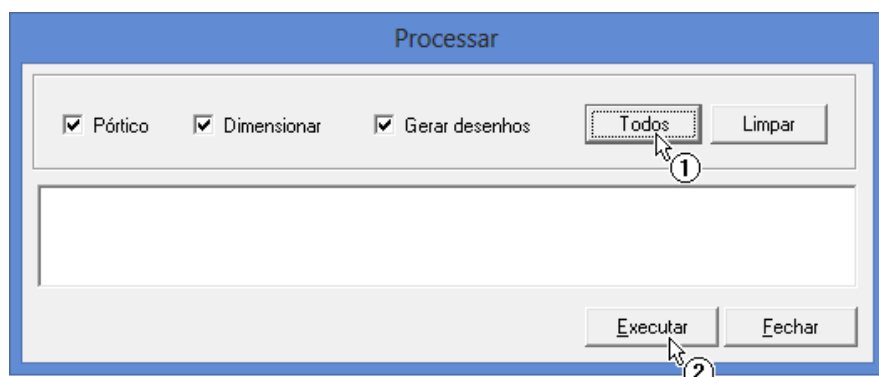 Processar
Pórtico Dimensionar Gerar desenhos Todos Limpar
1
Executar Fechar
2